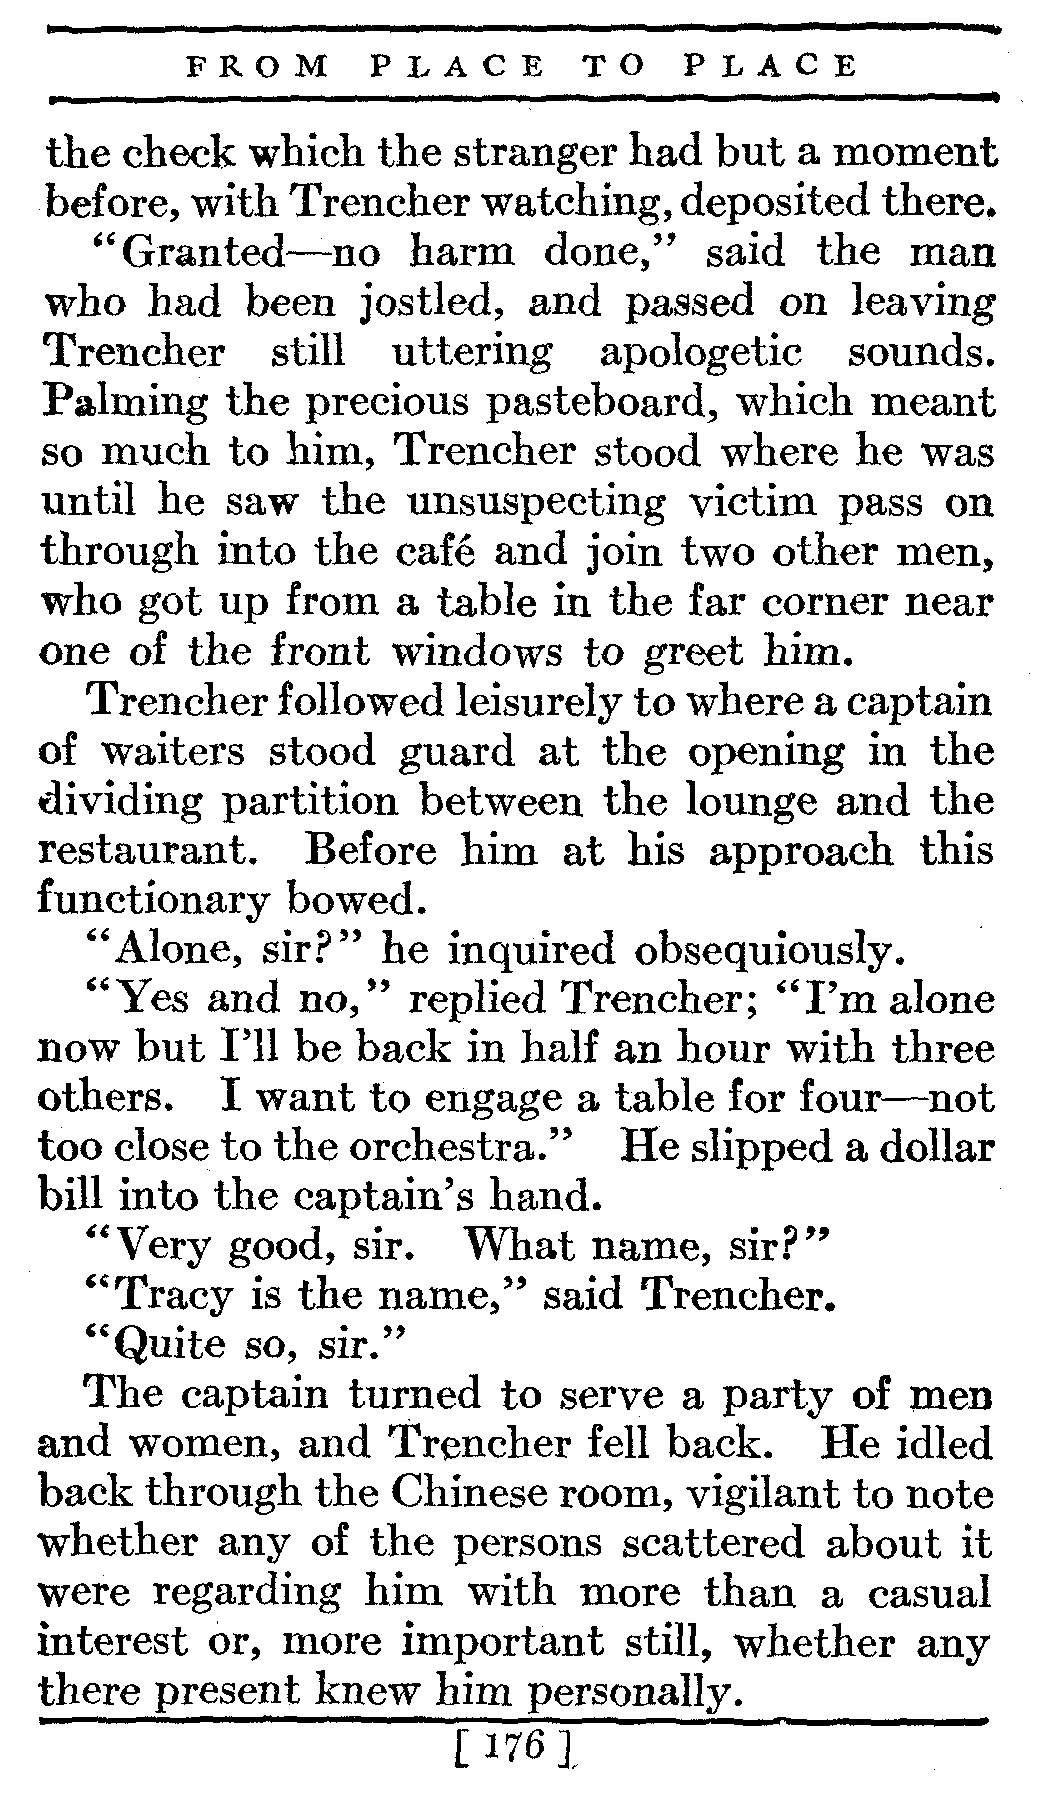 FROM PLACE TO PLACE
the check which the stranger had but a moment
before, with Trencher watching, deposited there.
"Granted—no harm done," said the man
who had been jostled, and passed on leaving
Trencher still uttering apologetic sounds.
Palming the precious pasteboard, which meant
so much to him, Trencher stood where he was
until he saw the unsuspecting victim pass on
through into the café and join two other men,
who got up from a table in the far corner near
one of the front windows to greet him.
Trencher followed leisurely to where a captain
of waiters stood guard at the opening in the
dividing partition between the lounge and the
restaurant. Before him at his approach this
functionary bowed.
"Alone, sir?" he inquired obsequiously.
"Yes and no," replied Trencher; "I'm alone
now but I'll be back in half an hour with three
others. I want to engage a table for four—not
too close to the orchestra." He slipped a dollar
bill into the captain's hand.
"Very good, sir. What name, sir?"
"Tracy is the name," said Trencher.
"Quite so, sir."
The captain turned to serve a party of men
and women, and Trencher fell back. He idled
back through the Chinese room, vigilant to note
whether any of the persons scattered about it
were regarding him with more than a casual
interest or, more important still, whether any
there present knew him personally.
[ 176 ]